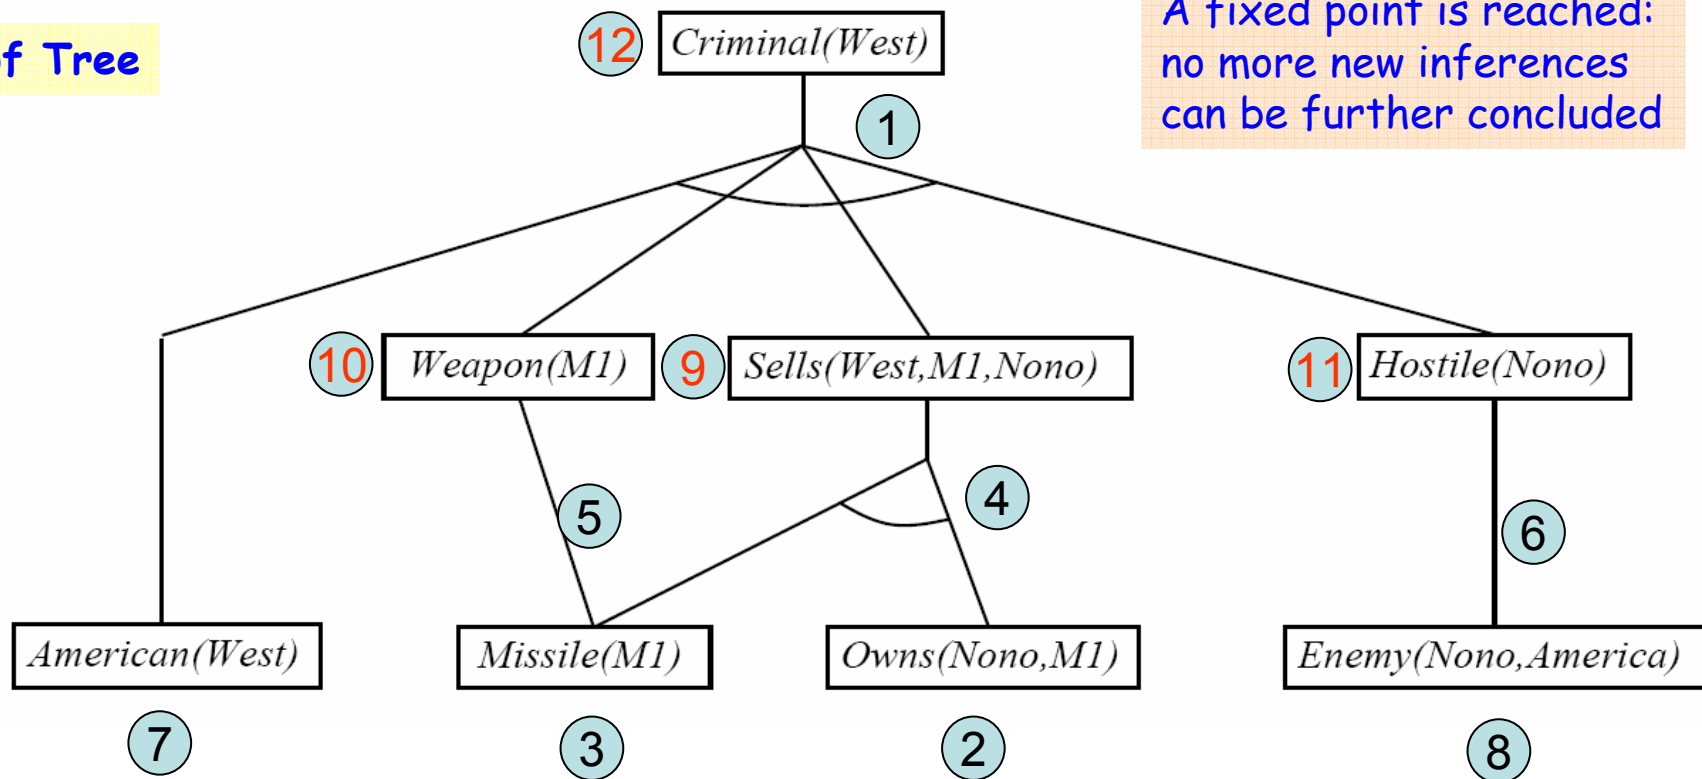 12 Criminal(West)
A fixed point is reached:
no more new inferences
can be further concluded
f Tree
1
10 Weapon(M1) 9 Sells(West,M1,Nono) 11 Hostile(Nono)
5 4 6
American(West) Missile(M1) Owns(Nono,M1) Enemy(Nono,America)
7 3 2 8